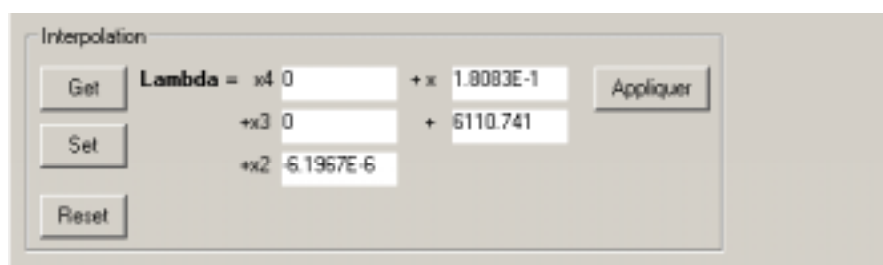 Interpolation
Get Lambda = x4 0 + x 1.8083E-1 Appliquer
+x3 0 + 6110.741
Set
+x2 -6.1967E-6
Reset